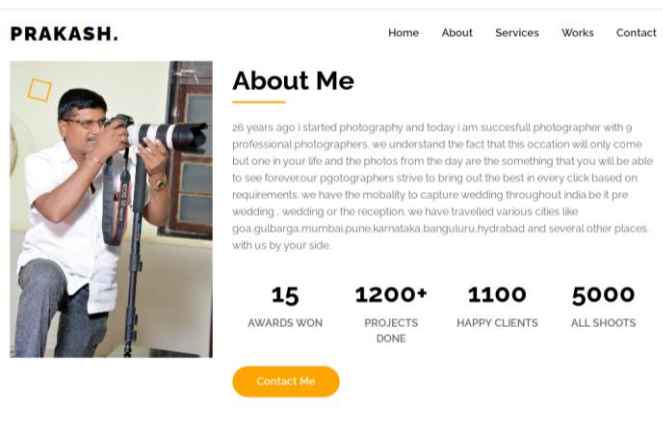 PRAKASH.
Home About Services Works Contact
About Me
26 years ago i started photography and today i am succesfull photographer with 9
professional photographers. we understand the fact that this occation will only come
but one in your life and the photos from the day are the something that you will be able
to see foreverour pgotographers strive to bring out the best in every click based on
requirements. we have the mobality to capture wedding throughout india.be it pre
wedding , wedding or the reception. we have travelled various cities like
goa,gulbarga,mumbai,pune,karnataka,banguluru,hydrabad and several other places.
with us by your side.
15 1200+ 1100 5000
AWARDS WON PROJECTS HAPPY CLIENTS ALL SHOOTS
DONE
Contact Me